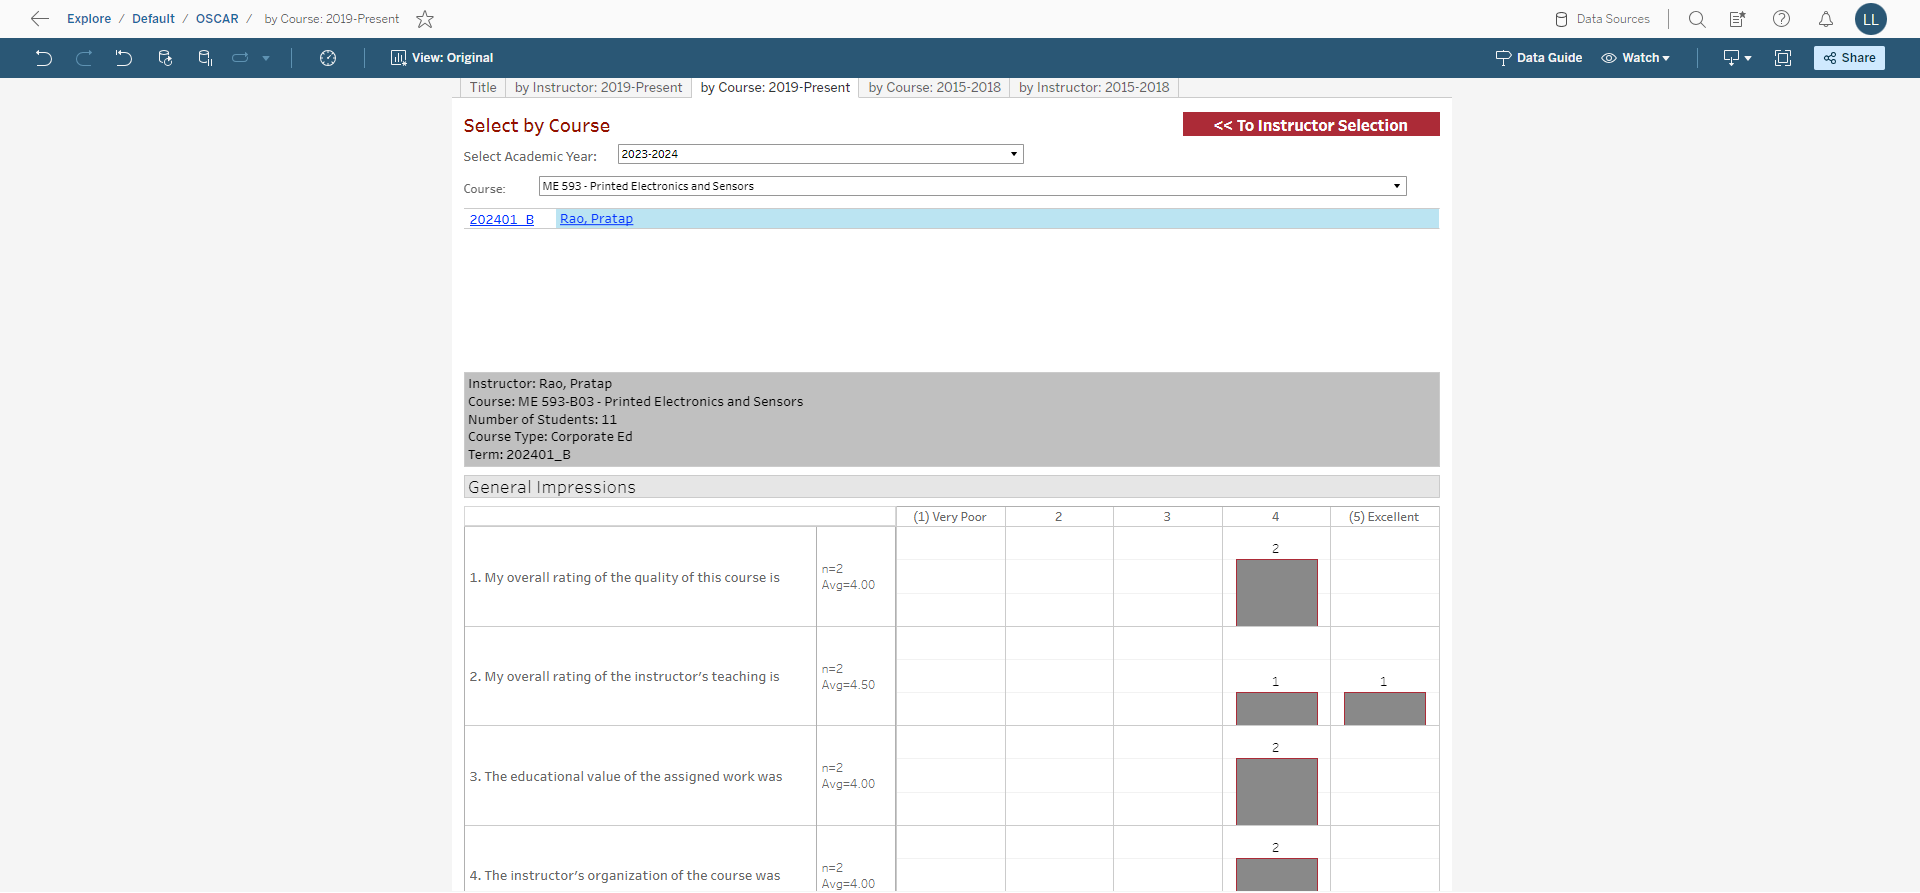 Explore / Default / OSCAR / by Course: 2019-Present
Data Sources
LL
View: Original
Data Guide
Watch
Share
Title
by Instructor: 2019-Present
by Course: 2019-Present
by Course: 2015-2018
by Instructor: 2015-2018
Select by Course
<< To Instructor Selection
Select Academic Year:
2023-2024
Course:
ME 593 - Printed Electronics and Sensors
202401_B
Rao, Pratap
Instructor: Rao, Pratap
Course: ME 593-B03 - Printed Electronics and Sensors
Number of Students: 11
Course Type: Corporate Ed
Term: 202401_B
General Impressions
(1) Very Poor
2
3
4
(5) Excellent
1. My overall rating of the quality of this course is
n=2
Avg=4.00
2
2. My overall rating of the instructor's teaching is
n=2
Avg=4.50
1
1
3. The educational value of the assigned work was
n=2
Avg=4.00
2
4. The instructor's organization of the course was
n=2
Avg=4.00
2